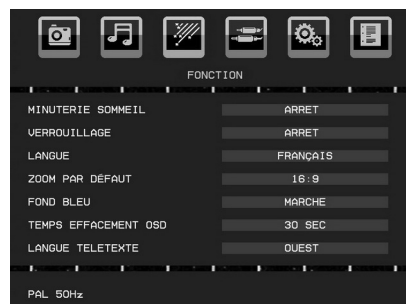 FONCTION
MINUTERIE SOMMEIL ARRET
VERROUILLAGE ARRET
LANGUE FRANÇAIS
ZOOM PAR DÉFAUT 16:9
FOND BLEU MARCHE
TEMPS EFFACEMENT OSD 30 SEC
LANGUE TELETEXTE OUEST
PAL 50Hz